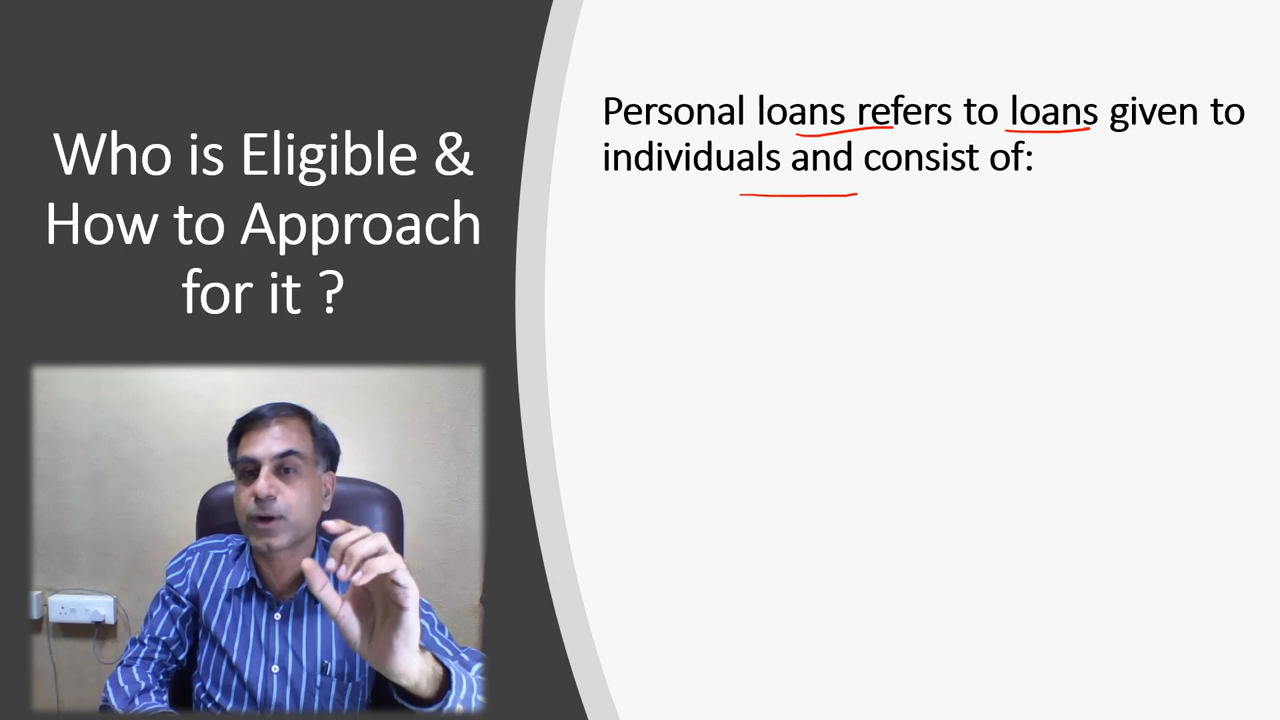 Who is Eligible &
How to Approach
for it ?
Personal loans refers to loans given to
individuals and consist of: